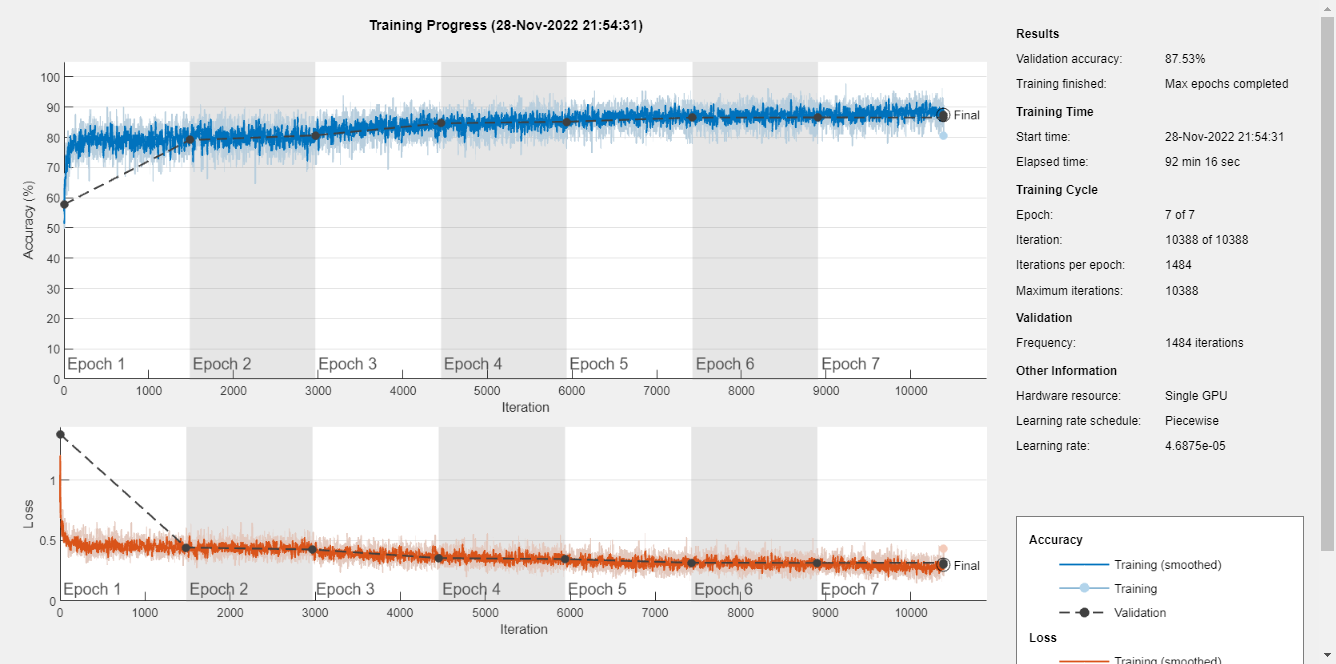 Training Progress (28-Nov-2022 21:54:31)
Accuracy (%)
100
90
80
70
60
50
40
30
20
10
0
Final
Epoch 1
Epoch 2
Epoch 3
Epoch 4
Epoch 5
Epoch 6
Epoch 7
0
1000
2000
3000
4000
5000
6000
7000
8000
9000
10000
Iteration
Loss
1
0.5
0
Final
Epoch 1
Epoch 2
Epoch 3
Epoch 4
Epoch 5
Epoch 6
Epoch 7
0
1000
2000
3000
4000
5000
6000
7000
8000
9000
10000
Iteration
Results
Validation accuracy: 87.53%
Training finished: Max epochs completed
Training Time
Start time: 28-Nov-2022 21:54:31
Elapsed time: 92 min 16 sec
Training Cycle
Epoch: 7 of 7
Iteration: 10388 of 10388
Iterations per epoch: 1484
Maximum iterations: 10388
Validation
Frequency: 1484 iterations
Other Information
Hardware resource: Single GPU
Learning rate schedule: Piecewise
Learning rate: 4.6875e-05
Accuracy
Training (smoothed)
Training
Validation
Loss
Training (smoothed)